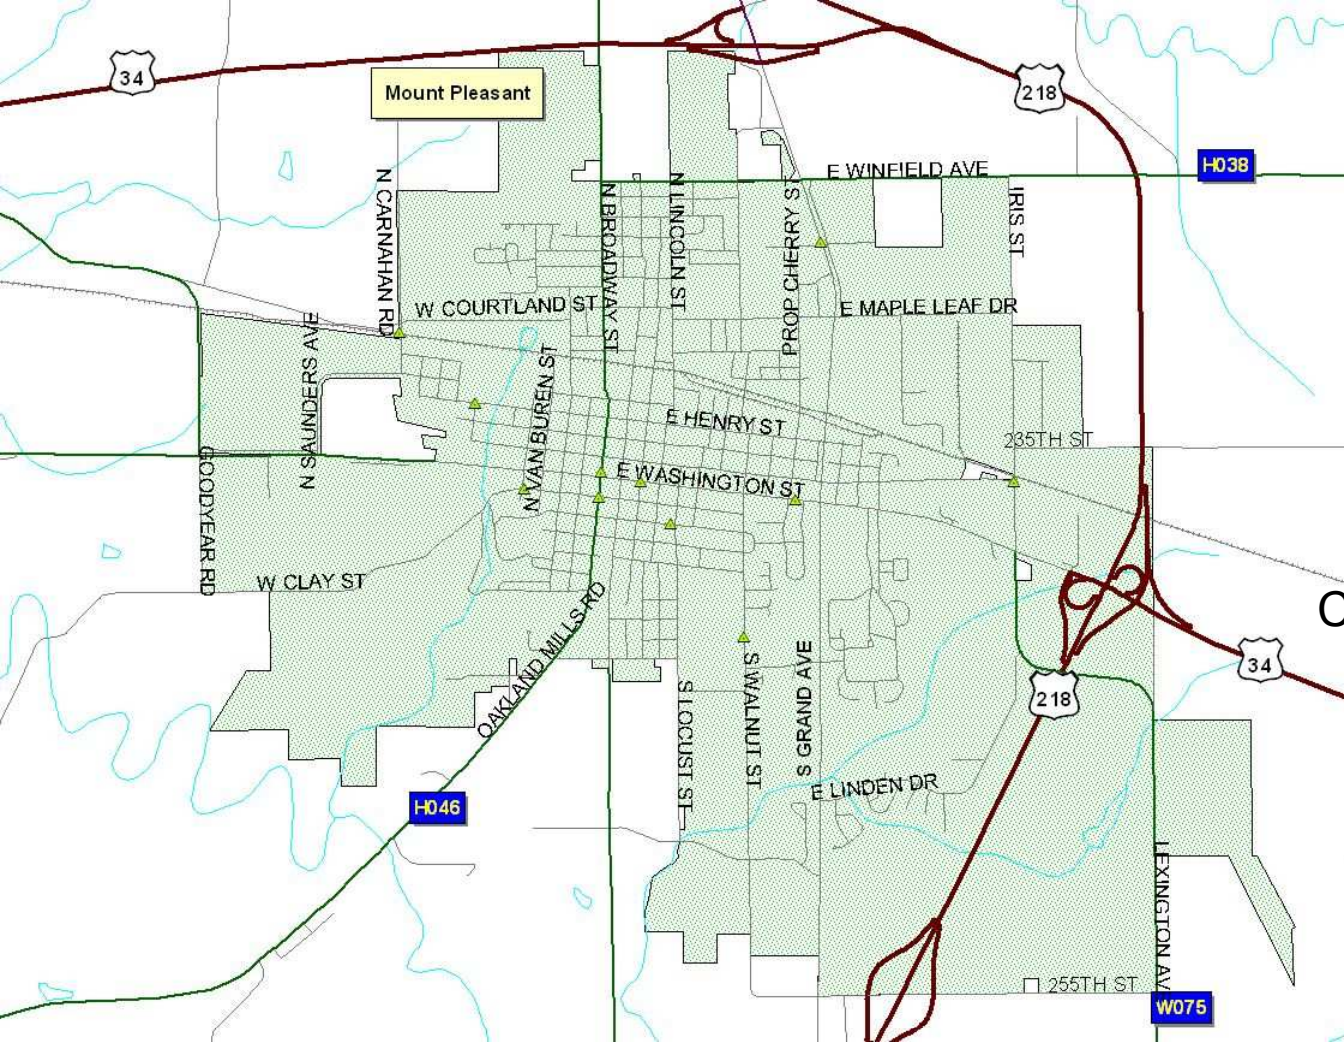 34
Mount Pleasant
218
H038
E WINFIELD AVE
N CARNAHAN RD
N BROADWAY ST
N LINCOLN ST
PROP CHERRY ST
IRIS ST
W COURTLAND ST
E MAPLE LEAF DR
N SAUNDERS AVE
N VAN BUREN ST
E HENRY ST
235TH ST
GOODYEAR RD
E WASHINGTON ST
W CLAY ST
OAKLAND MILLS RD
34
218
S LOCUST ST
S WALNUT ST
S GRAND AVE
E LINDEN DR
H046
LEXINGTON AV
255TH ST
W075